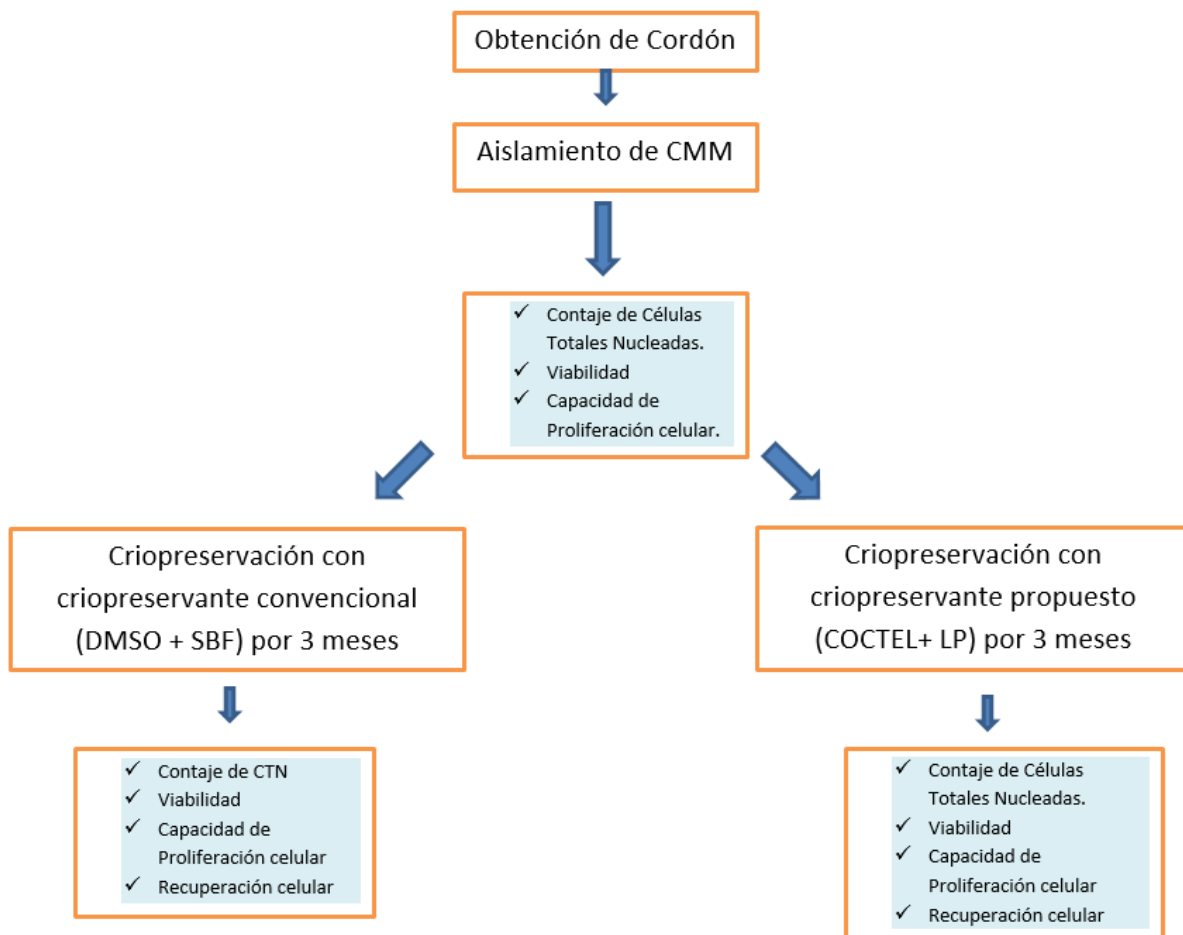 Obtención de Cordón
Aislamiento de CMM
✓ Contaje de Células
Totales Nucleadas.
✓ Viabilidad
✓ Capacidad de
Proliferación celular.
Criopreservación con
criopreservante convencional
(DMSO + SBF) por 3 meses
Criopreservación con
criopreservante propuesto
(COCTEL+ LP) por 3 meses
✓ Contaje de CTN
✓ Viabilidad
✓ Capacidad de
Proliferación celular
✓ Recuperación celular
✓ Contaje de Células
Totales Nucleadas.
✓ Viabilidad
✓ Capacidad de
Proliferación celular
✓ Recuperación celular